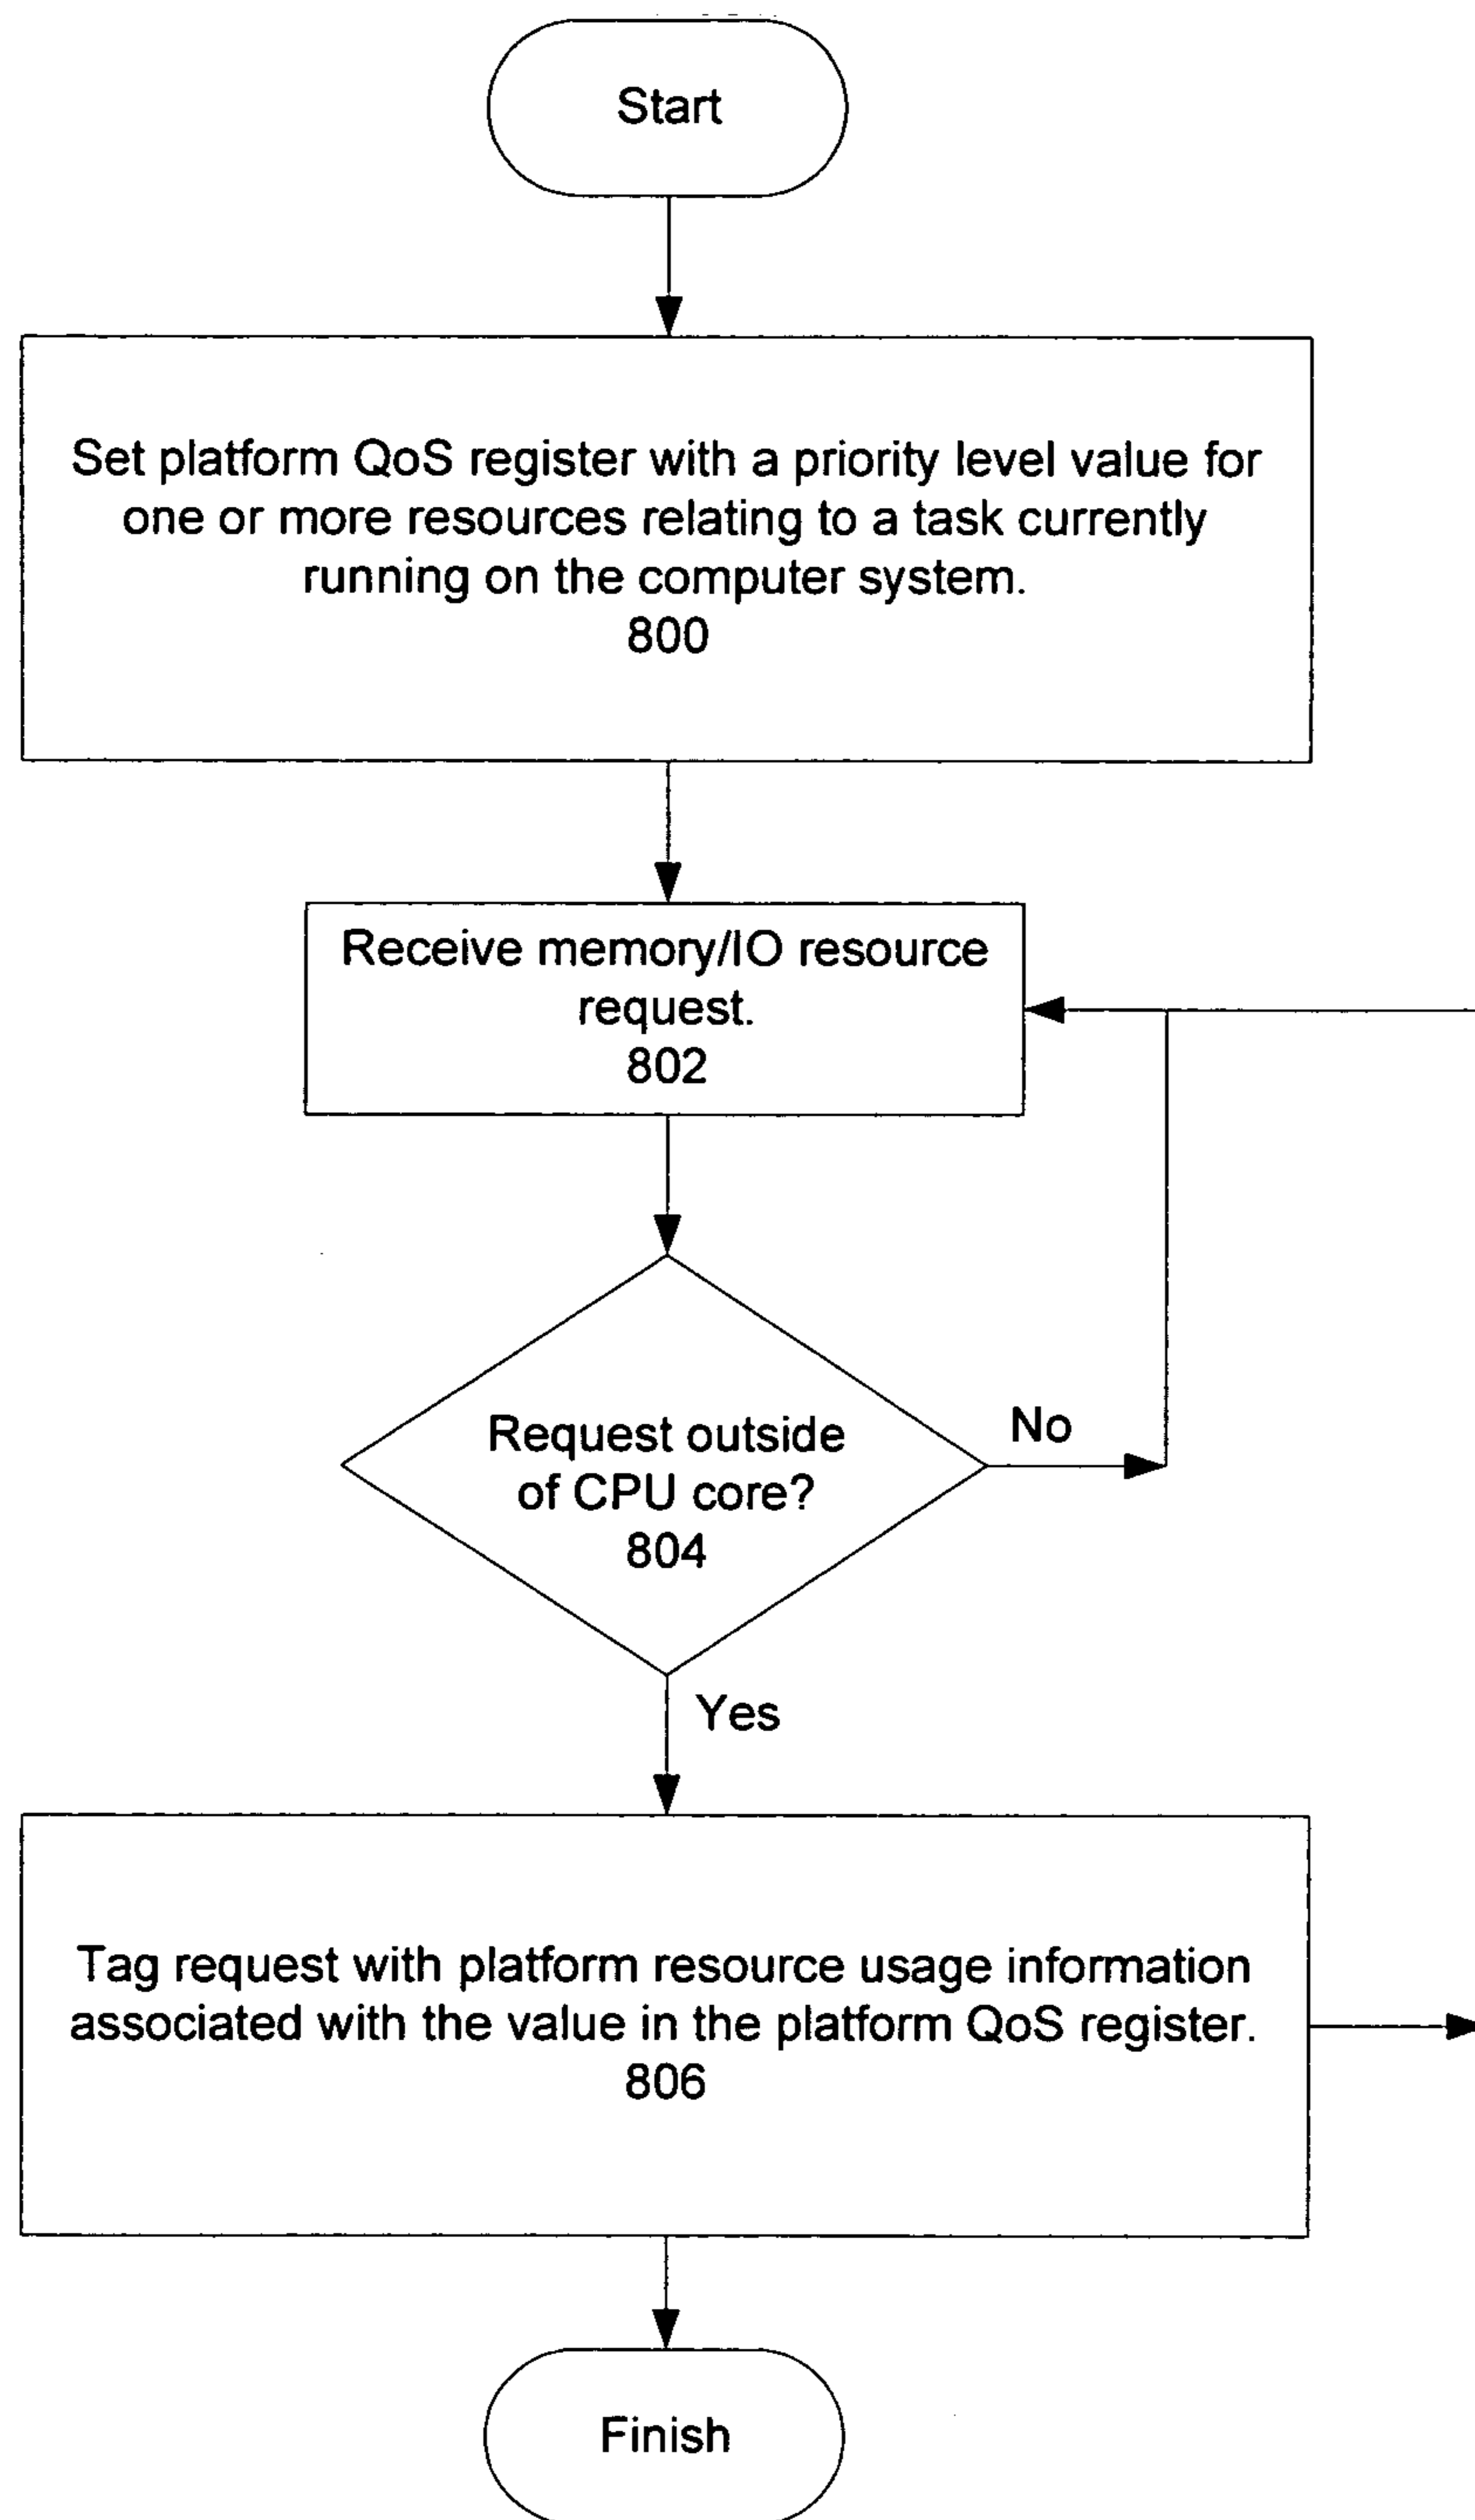 Start
Set platform QoS register with a priority level value for
one or more resources relating to a task currently
running on the computer system.
800
Receive memory/IO resource
request.
802
Request outside
of CPU core?
804
No
Yes
Tag request with platform resource usage information
associated with the value in the platform QoS register.
806
Finish